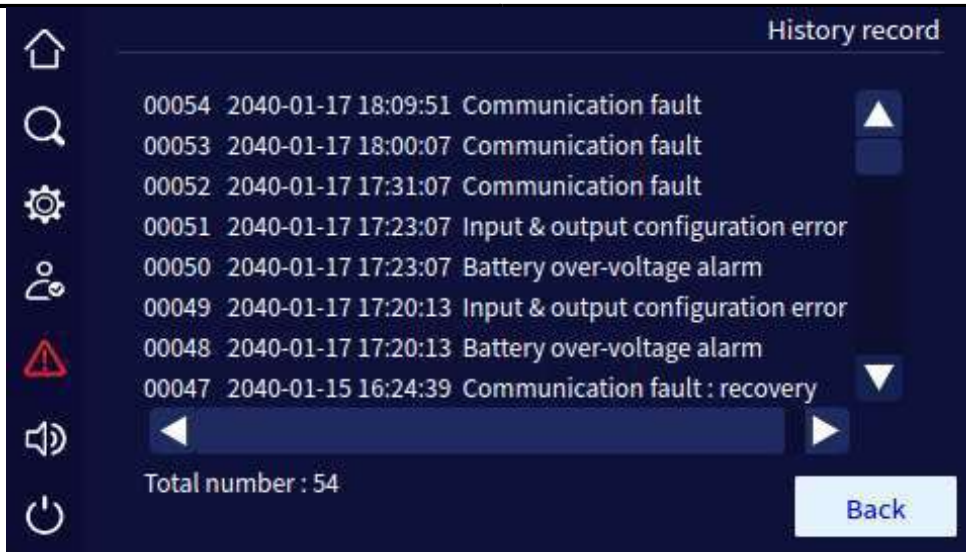 History record
00054 2040-01-17 18:09:51 Communication fault
00053 2040-01-17 18:00:07 Communication fault
00052 2040-01-17 17:31:07 Communication fault
00051 2040-01-17 17:23:07 Input & output configuration error
00050 2040-01-17 17:23:07 Battery over-voltage alarm
00049 2040-01-17 17:20:13 Input & output configuration error
00048 2040-01-17 17:20:13 Battery over-voltage alarm
00047 2040-01-15 16:24:39 Communication fault : recovery
Total number : 54
Back